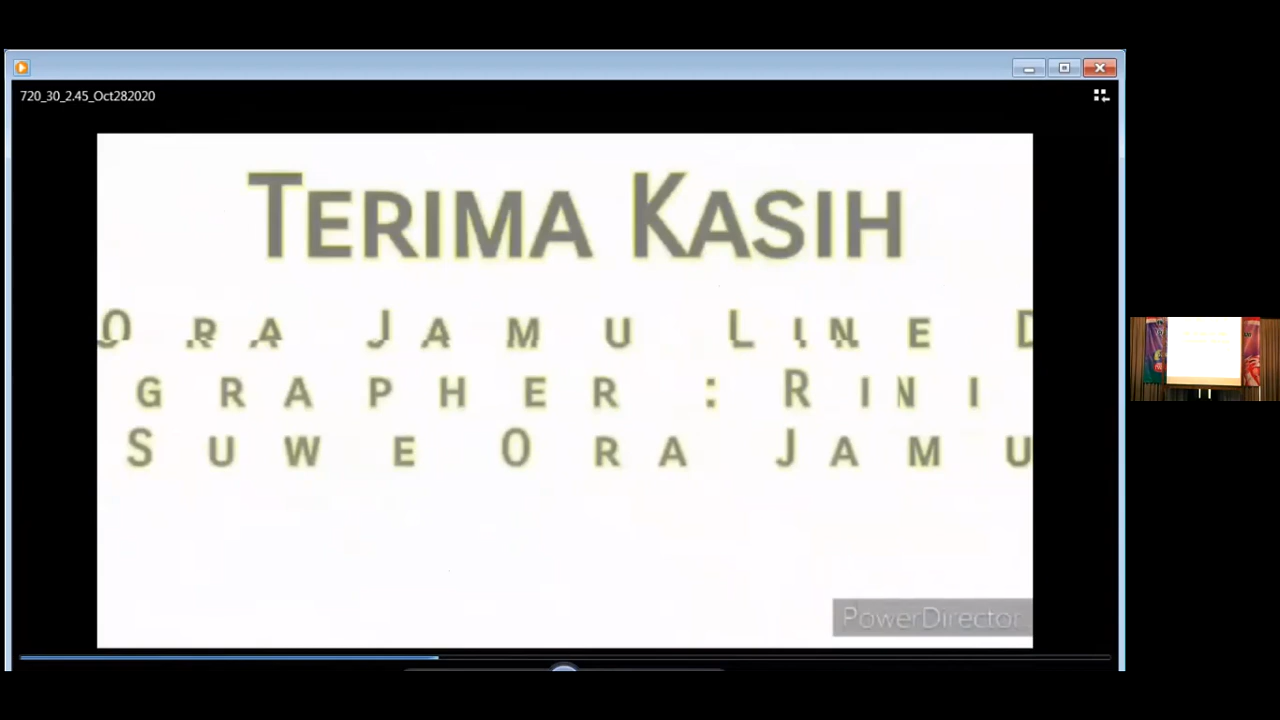 720_30_2.45_Oct282020
TERIMA KASIH
ORA JAMU LINE D
GRAPHER : RINI
SUWE ORA JAMU
PowerDirector